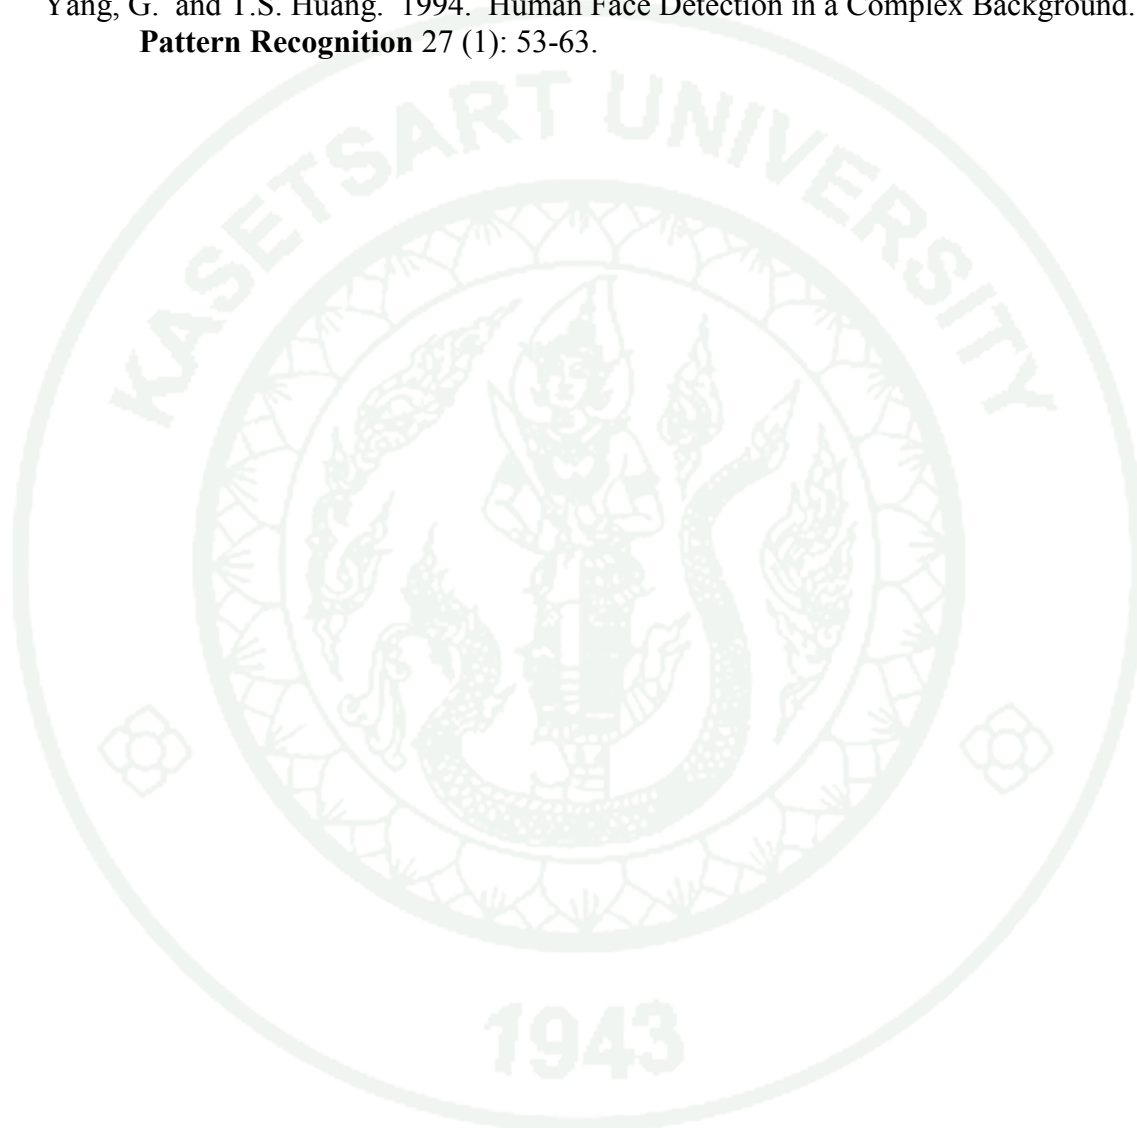 Yang, G. and T.S. Huang. 1994. Human Face Detection in a Complex Background.
Pattern Recognition 27 (1): 53-63.
KASETSART UNIVERSITY
1943